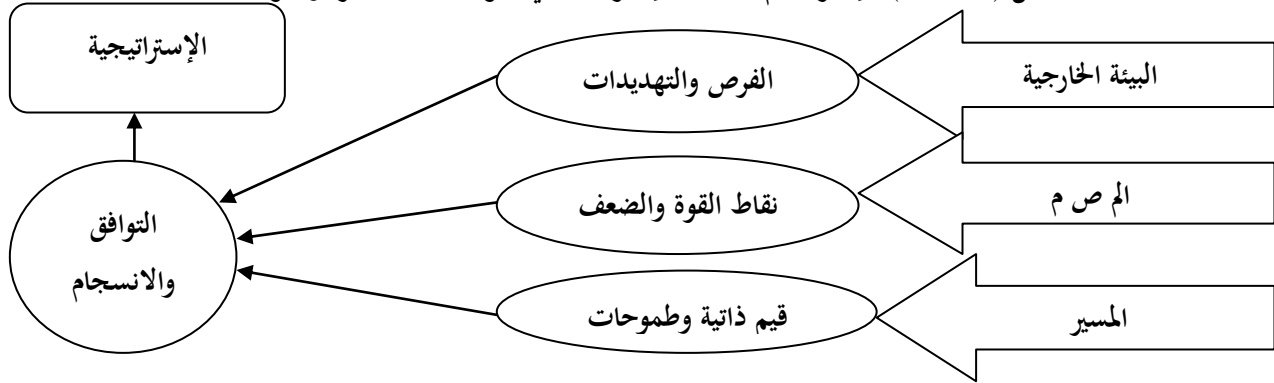 البيئة الخارجية
الفرص والتهديدات
الإستراتيجية
الم ص م
نقاط القوة والضعف
التوافق
والانسجام
المسير
قيم ذاتية وطموحات